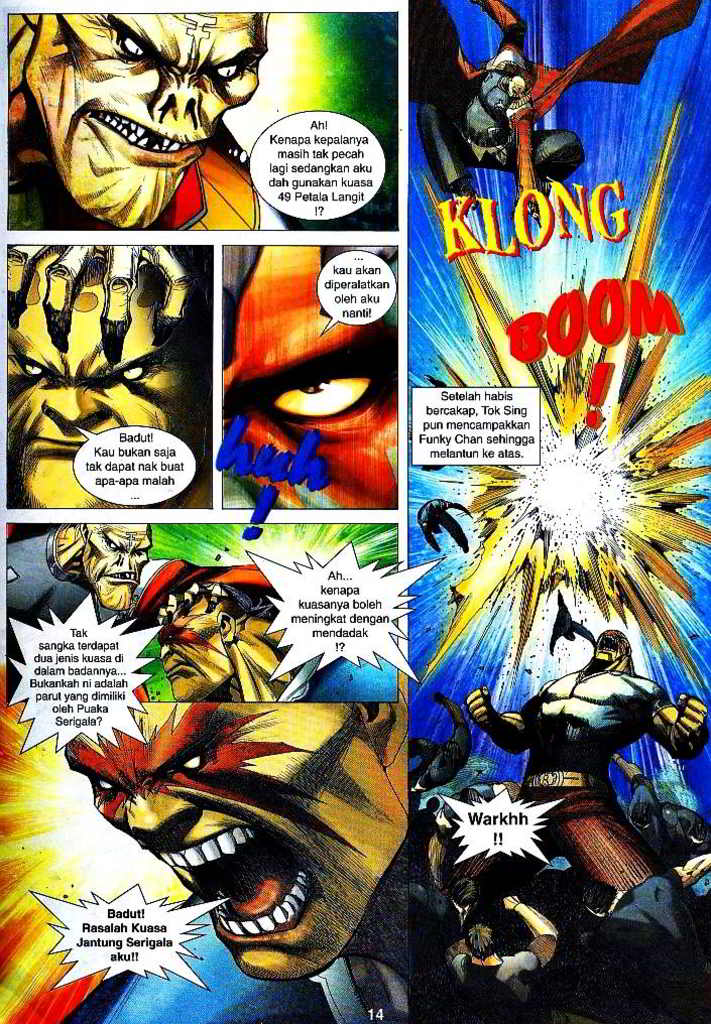 Ah!
Kenapa kepalanya
masih tak pecah
lagi sedangkan aku
dah gunakan kuasa
49 Petala Langit
!?
Badut!
Kau bukan saja
tak dapat nak buat
apa-apa malah
...
...
kau akan
diperalatkan
oleh aku
nanti!
huh
!
Tak
sangka terdapat
dua jenis kuasa di
dalam badannya...
Bukankah ni adalah
parut yang dimiliki
oleh Puaka
Serigala?
Ah...
kenapa
kuasanya boleh
meningkat dengan
mendadak
!?
Badut!
Rasalah Kuasa
Jantung Serigala
aku!!
KLONG
BOOM
!
Setelah habis
bercakap, Tok Sing
pun mencampakkan
Funky Chan sehingga
melantun ke atas.
Warkhh
!!
14